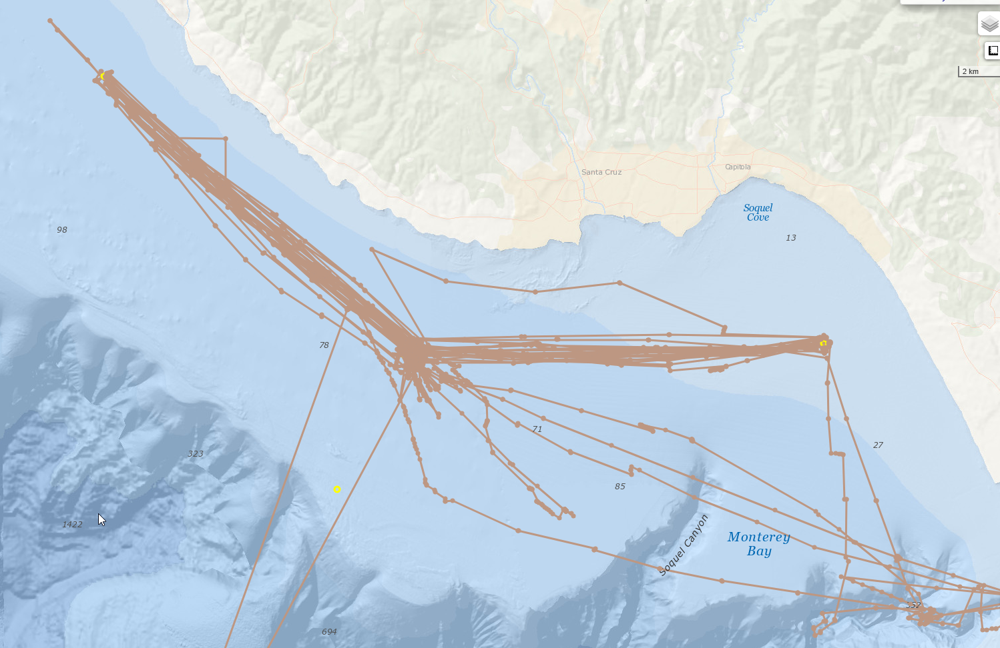 2 km
Santa Cruz
Capitola
Soquel
Cove
13
98
78
71
27
323
85
1422
Monterey
Bay
Soquel Canyon
352
694